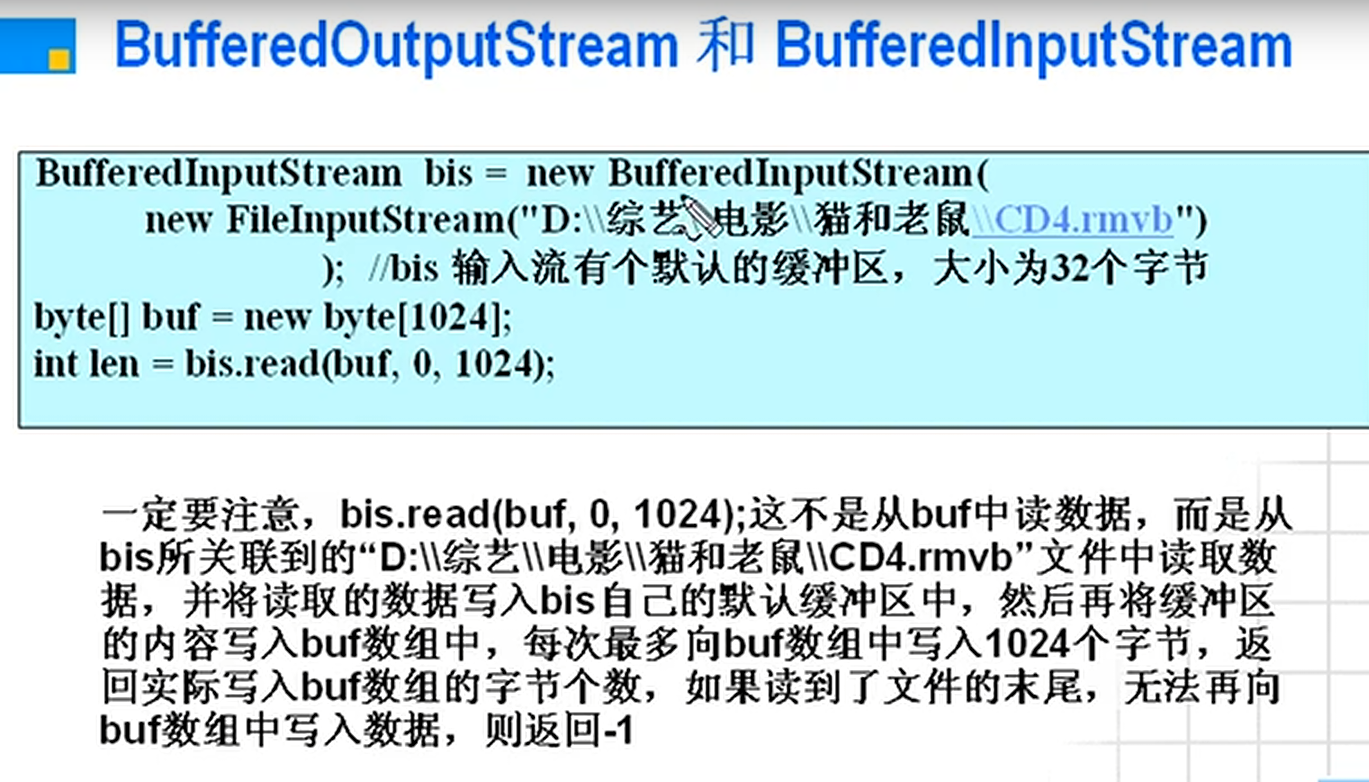 BufferedOutputStream 和 BufferedInputStream
BufferedInputStream bis = new BufferedInputStream(
new FileInputStream("D:\\综艺\\电影\\猫和老鼠\\CD4.rmvb")
); //bis 输入流有个默认的缓冲区，大小为32个字节
byte[] buf = new byte[1024];
int len = bis.read(buf, 0, 1024);
一定要注意，bis.read(buf, 0, 1024);这不是从buf中读数据，而是从
bis所关联到的“D:\\综艺\\电影\\猫和老鼠\\CD4.rmvb”文件中读取数
据，并将读取的数据写入bis自己的默认缓冲区中，然后再将缓冲区
的内容写入buf数组中，每次最多向buf数组中写入1024个字节，返
回实际写入buf数组的字节个数，如果读到了文件的末尾，无法再向
buf数组中写入数据，则返回-1